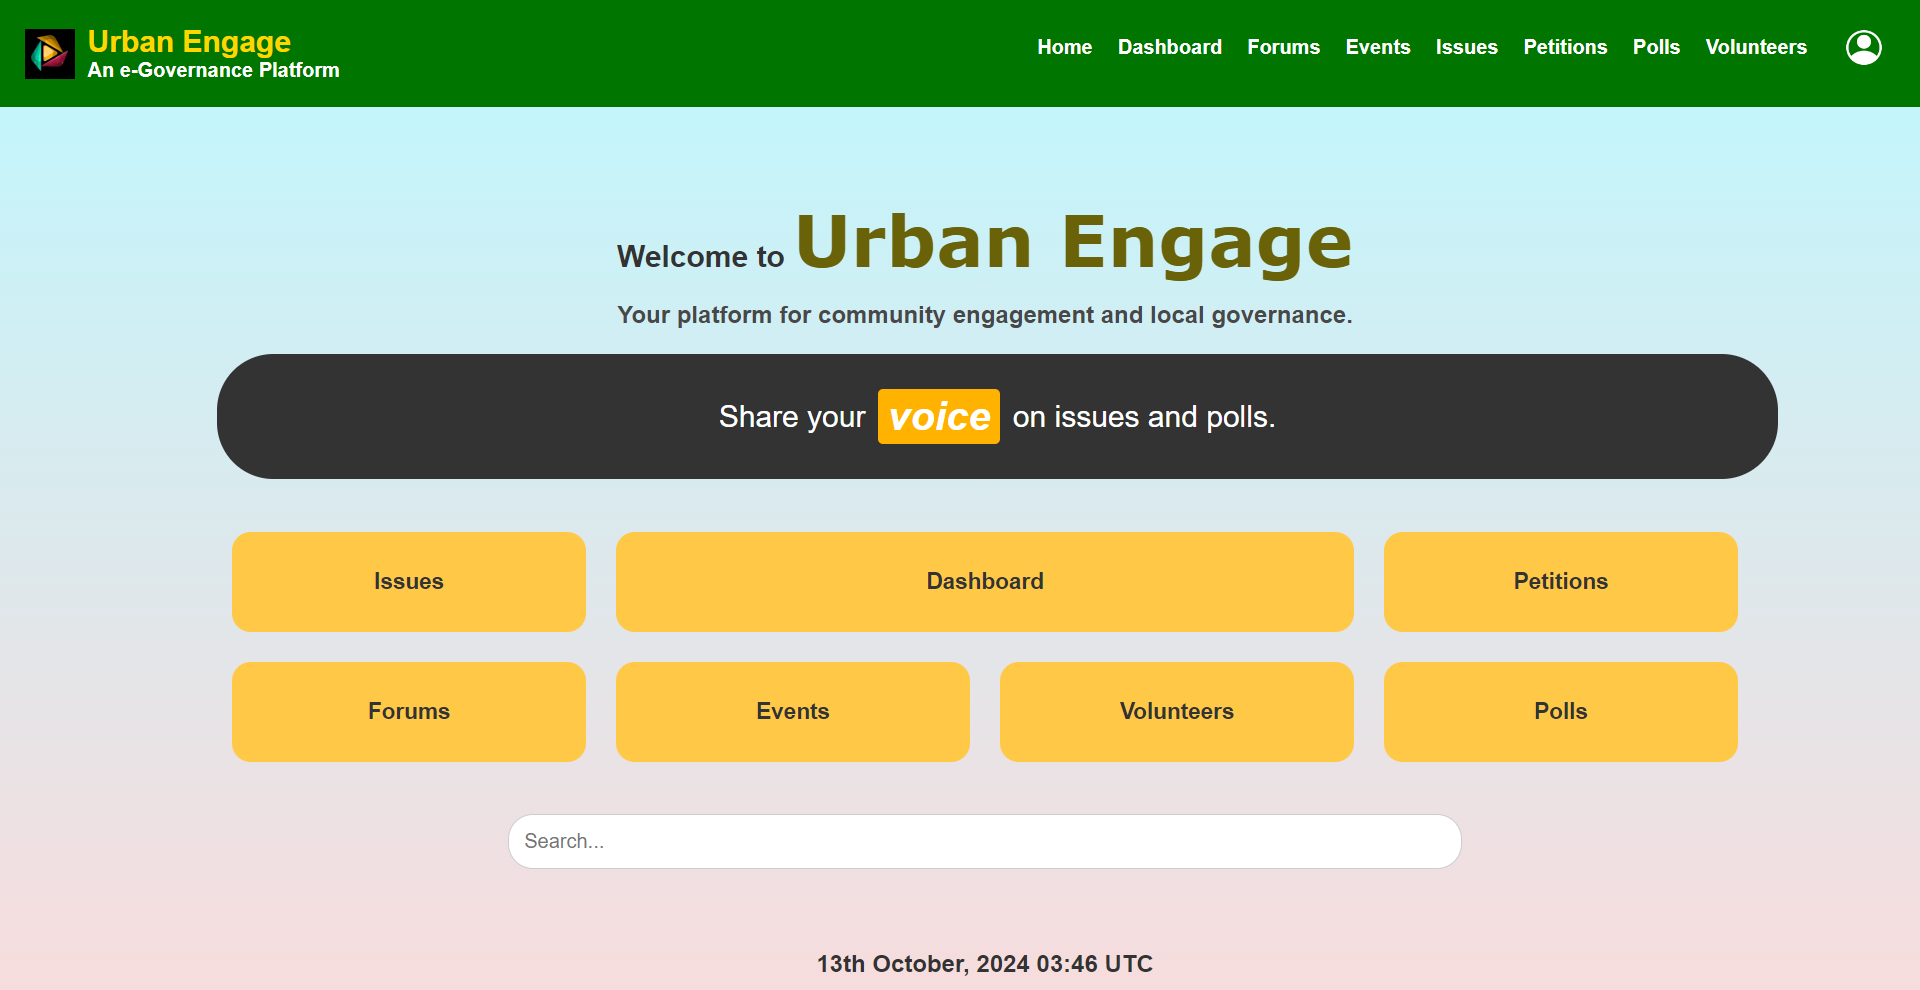 Urban Engage
An e-Governance Platform
Home Dashboard Forums Events Issues Petitions Polls Volunteers
Welcome to Urban Engage
Your platform for community engagement and local governance.
Share your voice on issues and polls.
Issues Dashboard Petitions
Forums Events Volunteers Polls
Search...
13th October, 2024 03:46 UTC